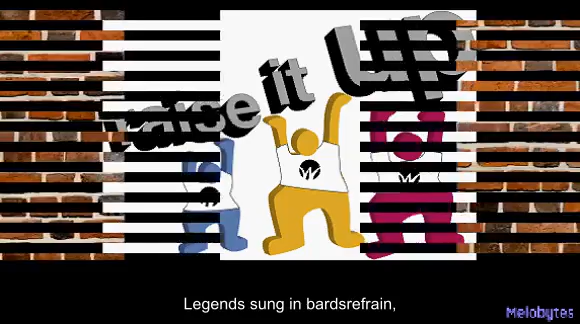 raise it up
Legends sung in bardsrefrain,
Melobytes